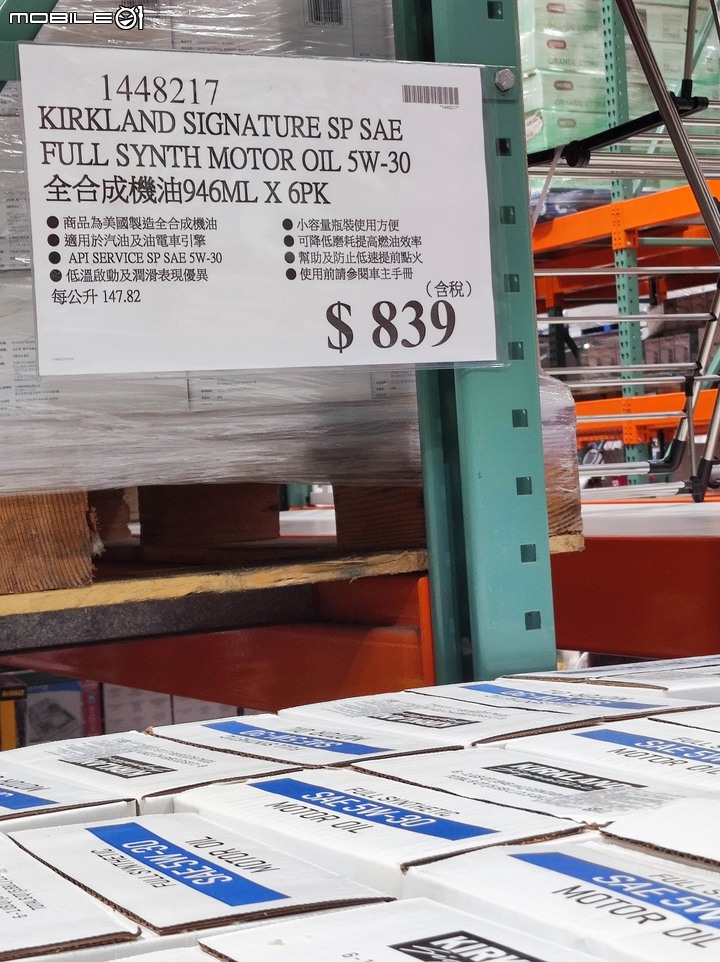 MOBILE01
1448217
KIRKLAND SIGNATURE SP SAE
FULL SYNTH MOTOR OIL 5W-30
全合成機油946ML X 6PK
●商品為美國製造全合成機油 ●小容量瓶裝使用方便
●適用於汽油及油電車引擎 ●可降低磨耗提高燃油效率
● API SERVICE SP SAE 5W-30 ●幫助及防止低速提前點火
●低溫啟動及潤滑表現優異 ●使用前請參閱車主手冊
每公升 147.82
(含稅)
$ 839
KIRKLAND
SAE 5W-30
MOTOR OIL
KIRKLAND
SAE 5W-30
MOTOR OIL
KIRKLAND
FULL SYNTHETIC
SAE 5W-30
MOTOR OIL
FULL SYNTHETIC
SAE 5W-30
MOTOR OIL
SAE 5W
MOTOR OIL